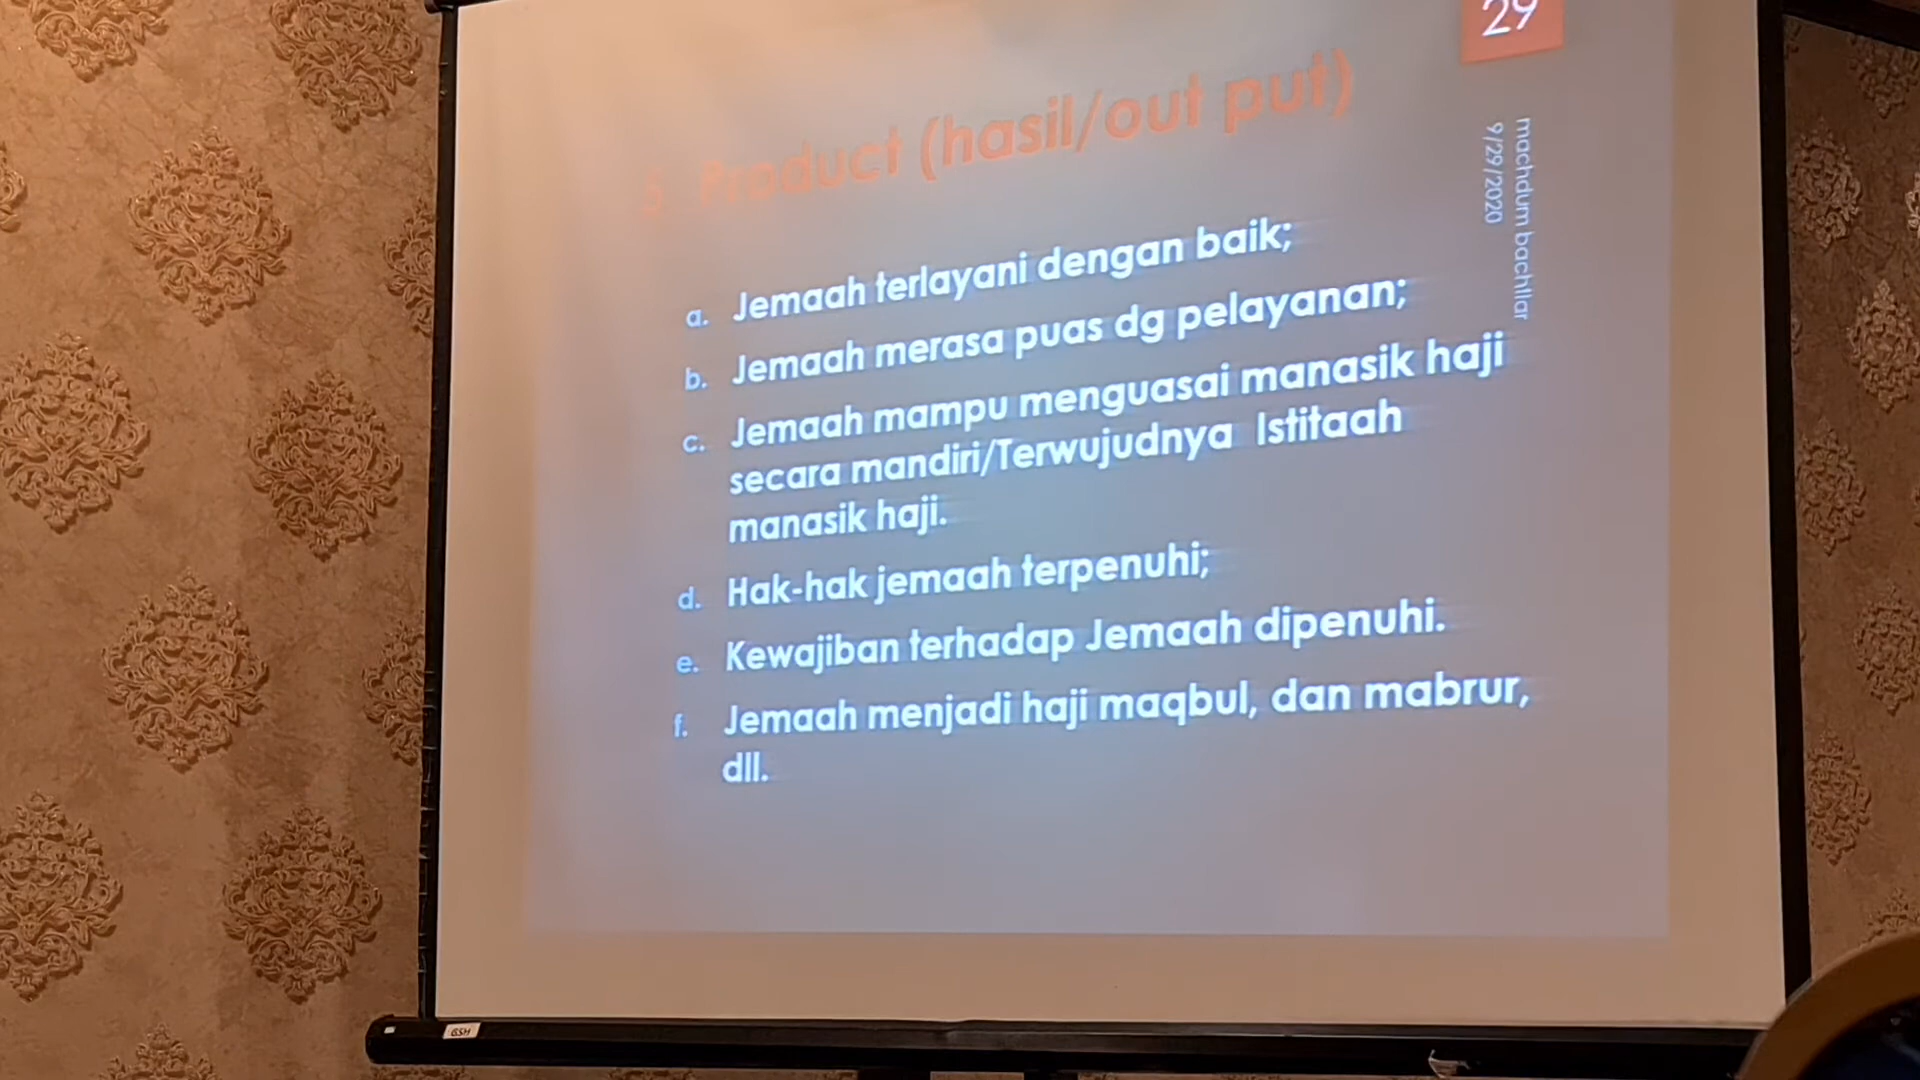 29
5. Product (hasil/out put)
machdum bachtiar
9/29/2020
a. Jemaah terlayani dengan baik;
b. Jemaah merasa puas dg pelayanan;
c. Jemaah mampu menguasai manasik haji
secara mandiri/Terwujudnya Istitaah
manasik haji.
d. Hak-hak jemaah terpenuhi;
e. Kewajiban terhadap Jemaah dipenuhi.
f. Jemaah menjadi haji maqbul, dan mabrur,
dll.
GSH